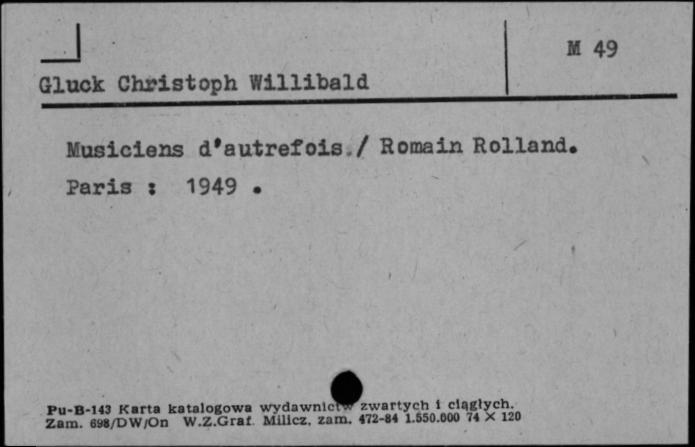 M 49
Gluck Christoph Willibald
Musiciens d'autrefois./ Romain Rolland.
Paris : 1949 .
Pu-B-143 Karta katalogowa wydawnictw zwartych i ciągłych.
Zam. 698/DW/On W.Z.Graf. Milicz, zam. 472-84 1.550.000 74 X 120